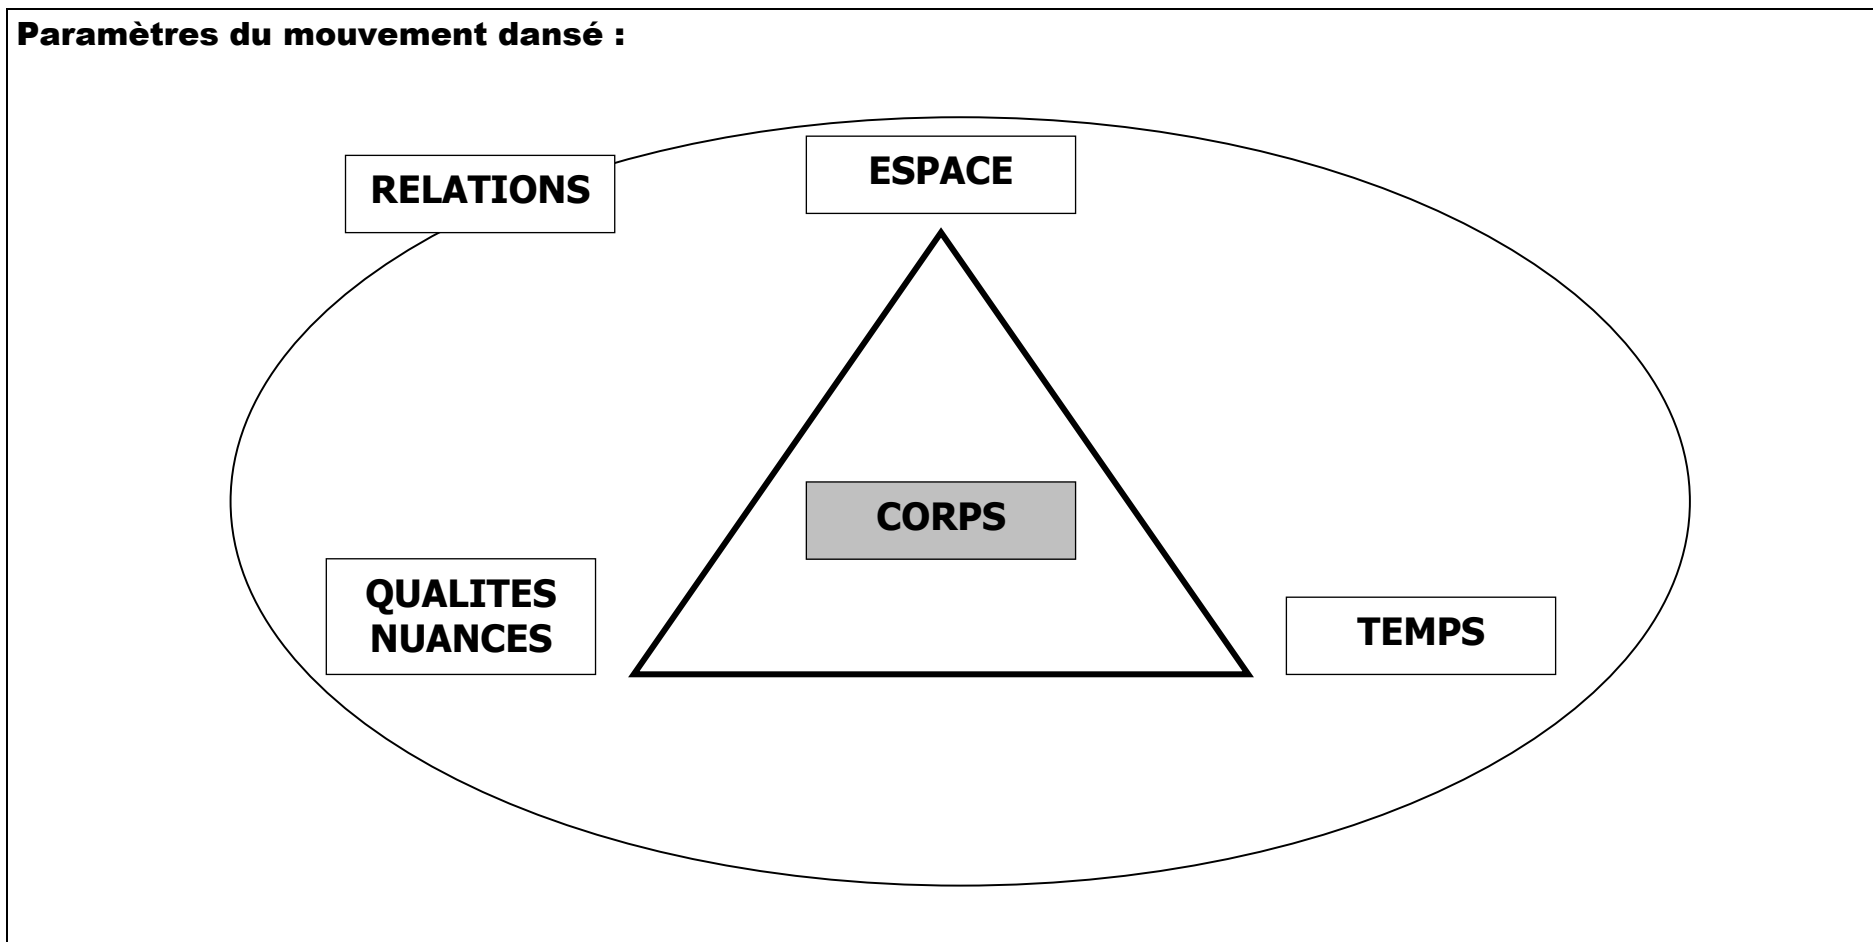 Paramètres du mouvement dansé :
ESPACE
RELATIONS
CORPS
QUALITES
NUANCES
TEMPS